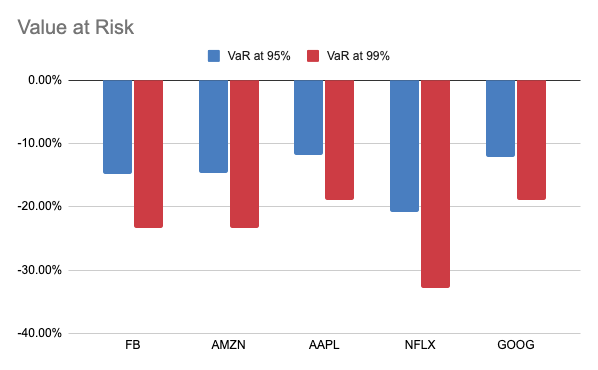 Value at Risk
VaR at 95% VaR at 99%
0.00%
-10.00%
-20.00%
-30.00%
-40.00%
FB AMZN AAPL NFLX GOOG